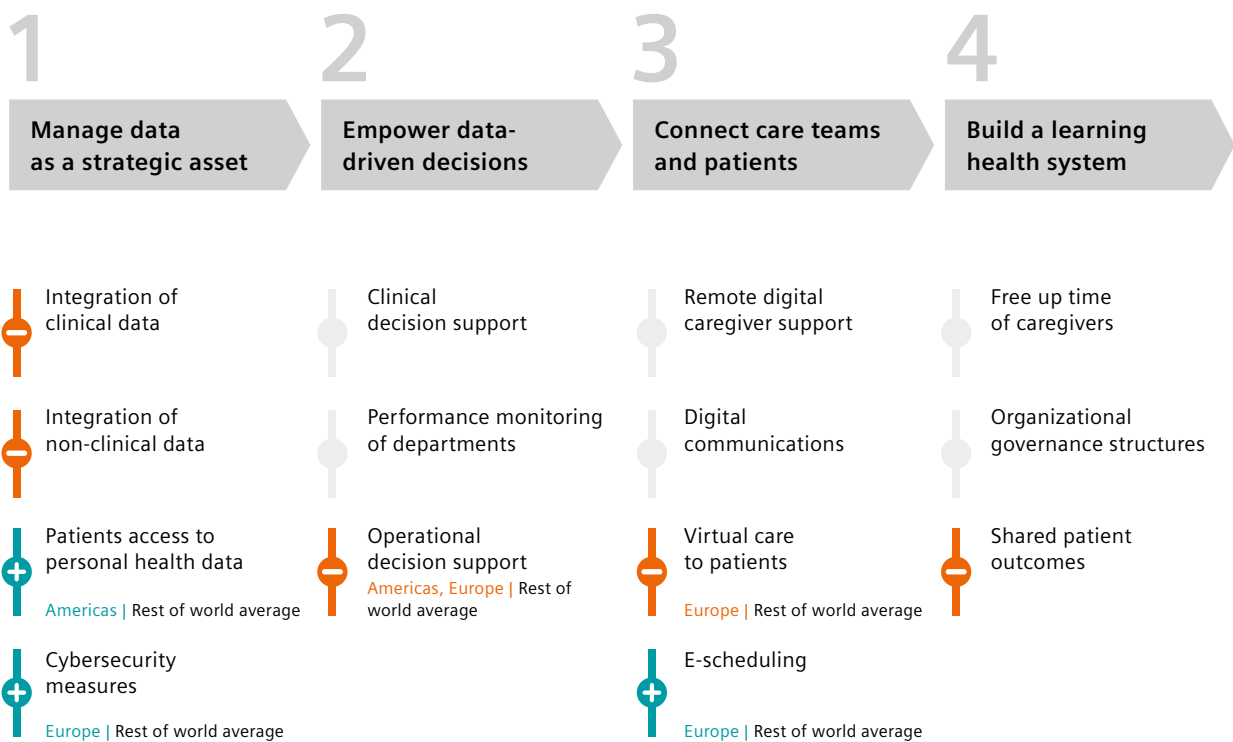 1
Manage data
as a strategic asset
Integration of
clinical data
Integration of
non-clinical data
Patients access to
personal health data
Americas | Rest of world average
Cybersecurity
measures
Europe | Rest of world average
2
Empower data-
driven decisions
Clinical
decision support
Performance monitoring
of departments
Operational
decision support
Americas, Europe | Rest of
world average
3
Connect care teams
and patients
Remote digital
caregiver support
Digital
communications
Virtual care
to patients
Europe | Rest of world average
E-scheduling
Europe | Rest of world average
4
Build a learning
health system
Free up time
of caregivers
Organizational
governance structures
Shared patient
outcomes